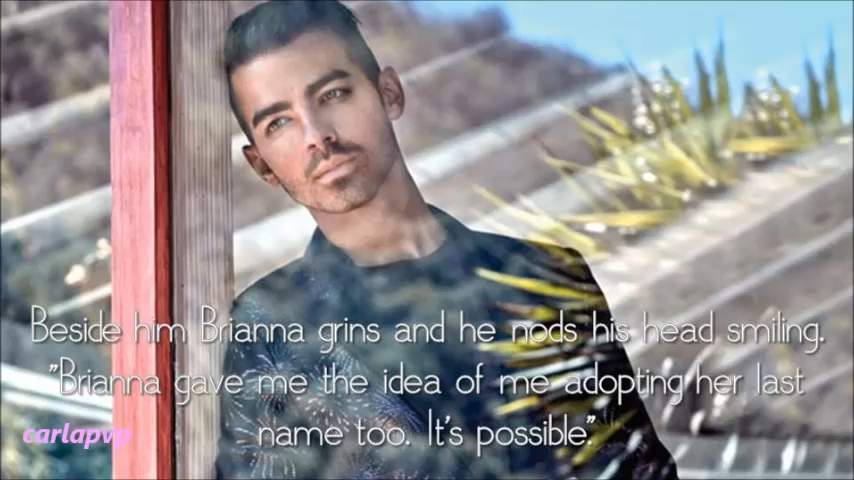 Beside him Brianna grins and he nods his head smiling.
"Brianna gave me the idea of me adopting her last
name too. It's possible."
carlapvp